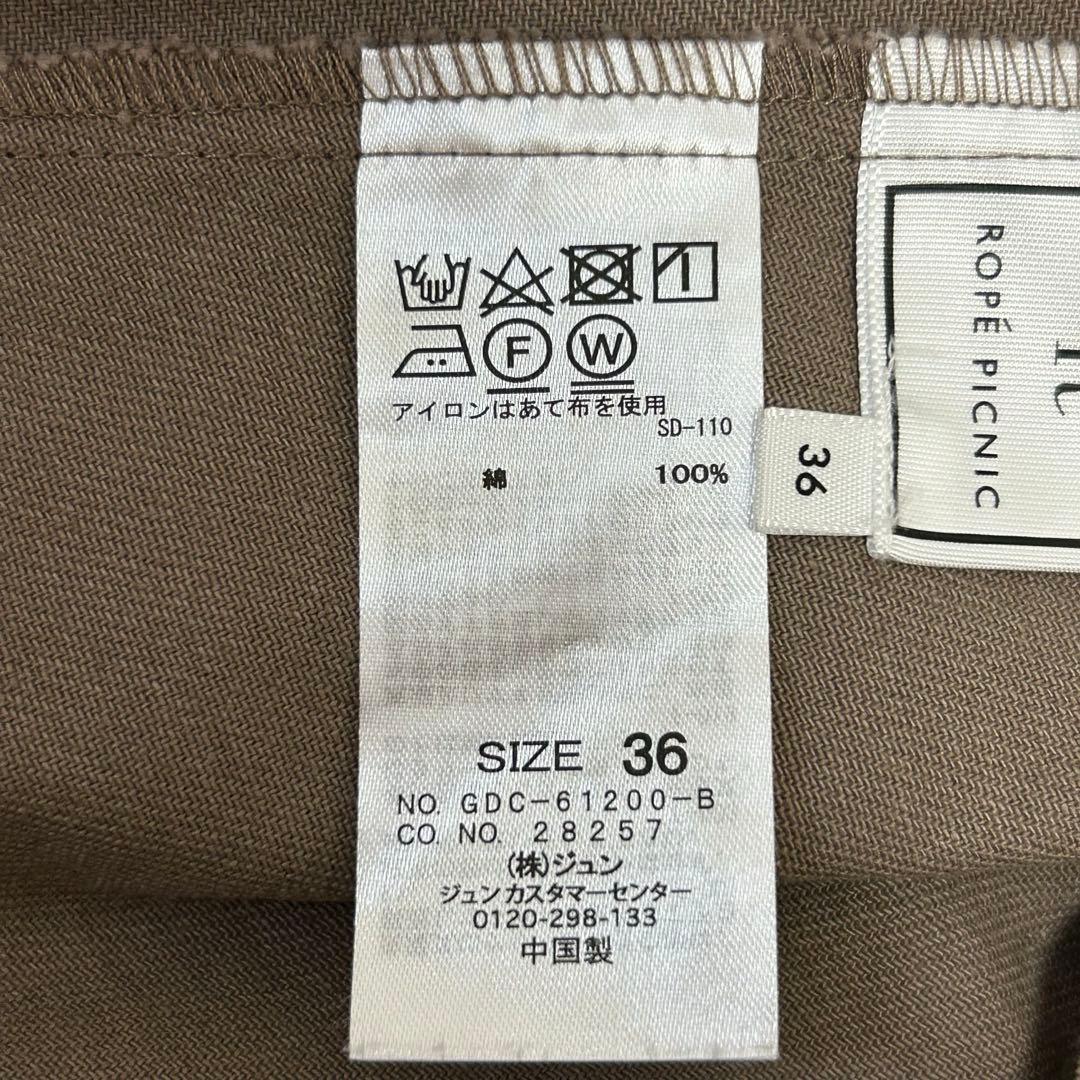 F W
アイロンはあて布を使用
SD-110
綿 100%
SIZE 36
NO. GDC-61200-B
CO. NO. 28257
(株)ジュン
ジュンカスタマーセンター
0120-298-133
中国製
36
ROPÉ PICNIC